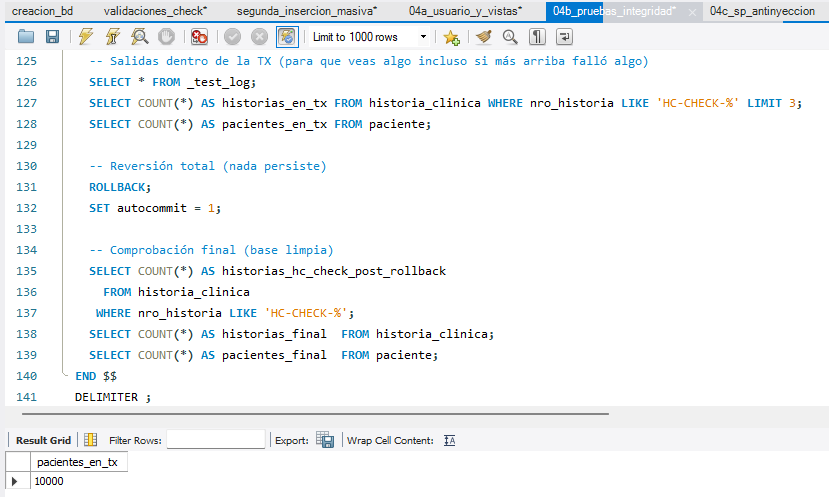 creacion_bd validaciones_check* segunda_insercion_masiva* 04a_usuario_y_vistas* 04b_pruebas_integridad* 04c_sp_antinyeccion
Limit to 1000 rows
125 -- Salidas dentro de la TX (para que veas algo incluso si más arriba falló algo)
126 SELECT * FROM _test_log;
127 SELECT COUNT(*) AS historias_en_tx FROM historia_clinica WHERE nro_historia LIKE 'HC-CHECK-%' LIMIT 3;
128 SELECT COUNT(*) AS pacientes_en_tx FROM paciente;
129
130 -- Reversión total (nada persiste)
131 ROLLBACK;
132 SET autocommit = 1;
133
134 -- Comprobación final (base limpia)
135 SELECT COUNT(*) AS historias_hc_check_post_rollback
136 FROM historia_clinica
137 WHERE nro_historia LIKE 'HC-CHECK-%';
138 SELECT COUNT(*) AS historias_final FROM historia_clinica;
139 SELECT COUNT(*) AS pacientes_final FROM paciente;
140 END $$
141 DELIMITER ;
Result Grid Filter Rows: Export: Wrap Cell Content:
pacientes_en_tx
10000